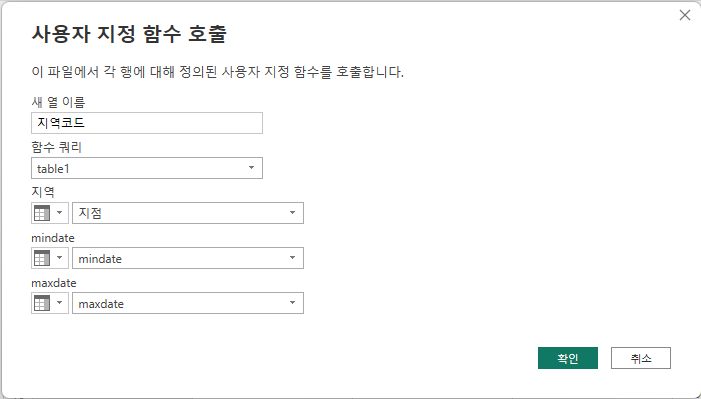 사용자 지정 함수 호출
이 파일에서 각 행에 대해 정의된 사용자 지정 함수를 호출합니다.
새 열 이름
지역코드
함수 쿼리
table1
지역
지점
mindate
mindate
maxdate
maxdate
확인 취소